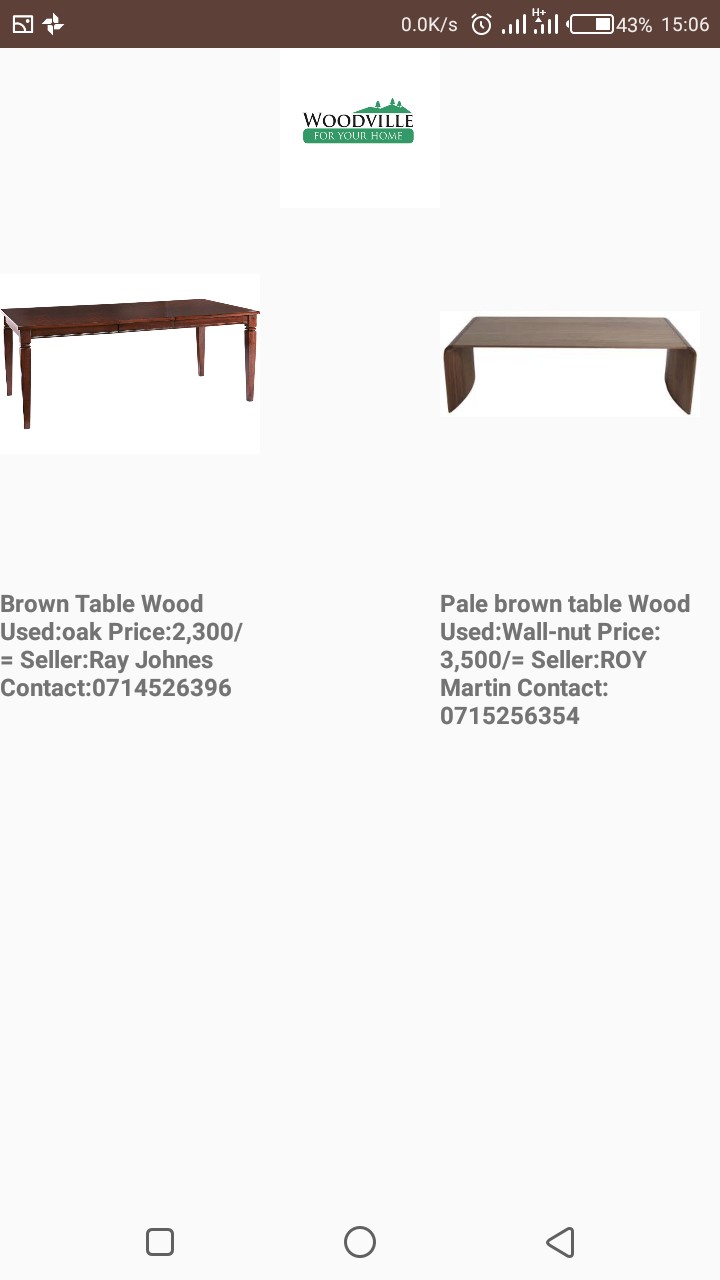 0.0K/s H+ 43% 15:06
WOODVILLE
FOR YOUR HOME
Brown Table Wood
Used:oak Price:2,300/
= Seller:Ray Johnes
Contact:0714526396
Pale brown table Wood
Used:Wall-nut Price:
3,500/= Seller:ROY
Martin Contact:
0715256354